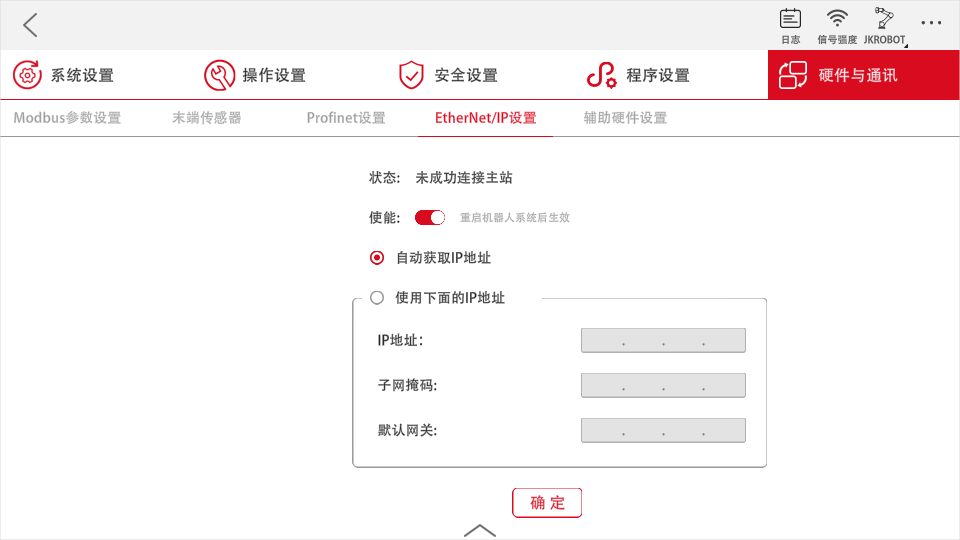 日志 信号强度 JKROBOT
系统设置 操作设置 安全设置 程序设置 硬件与通讯
Modbus参数设置 末端传感器 Profinet设置 EtherNet/IP设置 辅助硬件设置
状态: 未成功连接主站
使能: 重启机器人系统后生效
自动获取IP地址
使用下面的IP地址
IP地址: . . .
子网掩码: . . .
默认网关: . . .
确定